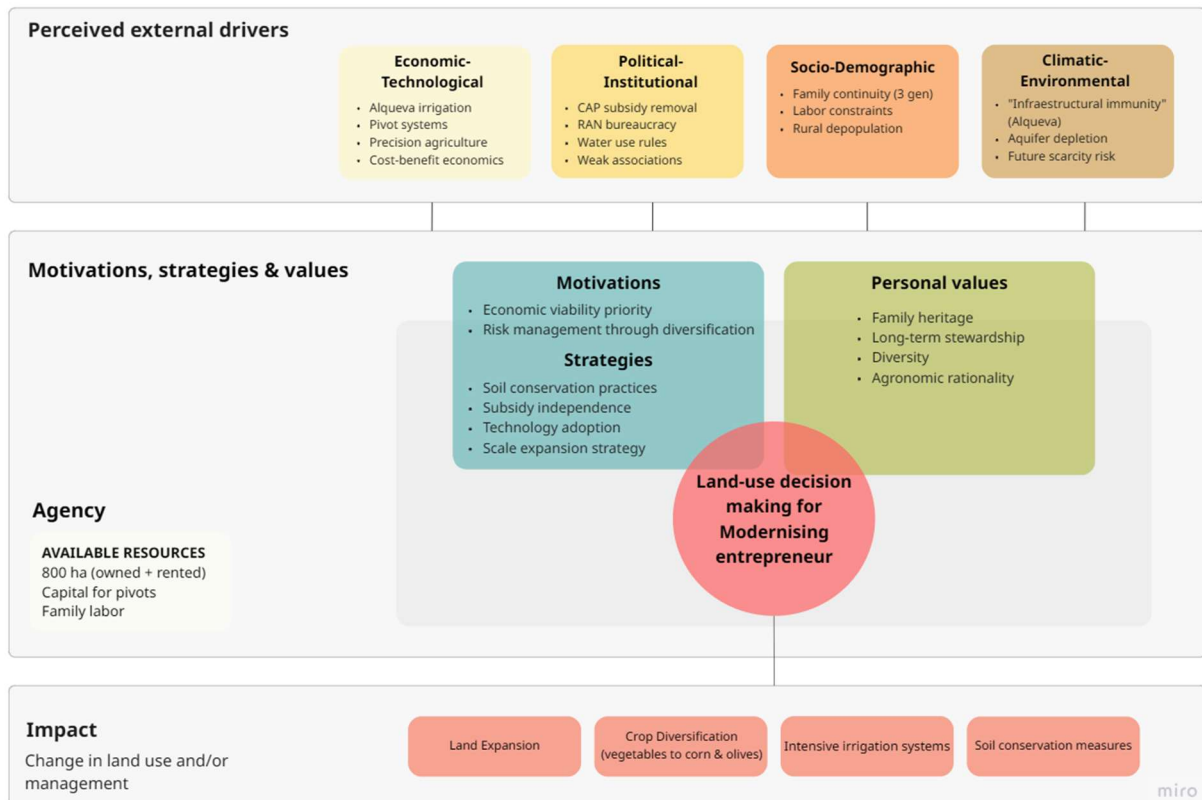 Perceived external drivers
Economic-
Technological
• Alqueva irrigation
• Pivot systems
• Precision agriculture
• Cost-benefit economics
Political-
Institutional
• CAP subsidy removal
• RAN bureaucracy
• Water use rules
• Weak associations
Socio-Demographic
• Family continuity (3 gen)
• Labor constraints
• Rural depopulation
Climatic-
Environmental
• "Infraestructural immunity"
(Alqueva)
• Aquifer depletion
• Future scarcity risk
Motivations, strategies & values
Motivations
• Economic viability priority
• Risk management through diversification
Strategies
• Soil conservation practices
• Subsidy independence
• Technology adoption
• Scale expansion strategy
Personal values
• Family heritage
• Long-term stewardship
• Diversity
• Agronomic rationality
Land-use decision
making for
Modernising
entrepreneur
Agency
AVAILABLE RESOURCES
800 ha (owned + rented)
Capital for pivots
Family labor
Impact
Change in land use and/or
management
Land Expansion
Crop Diversification
(vegetables to corn & olives)
Intensive irrigation systems
Soil conservation measures
miro